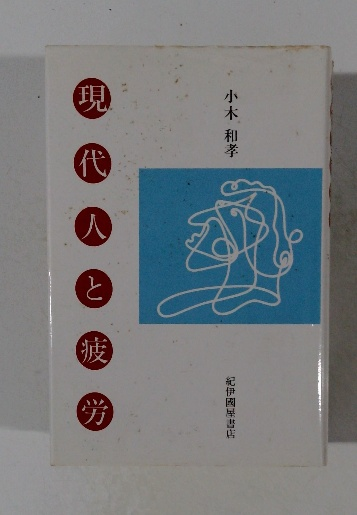 現代人と疲労
小木 和孝
紀伊國屋書店